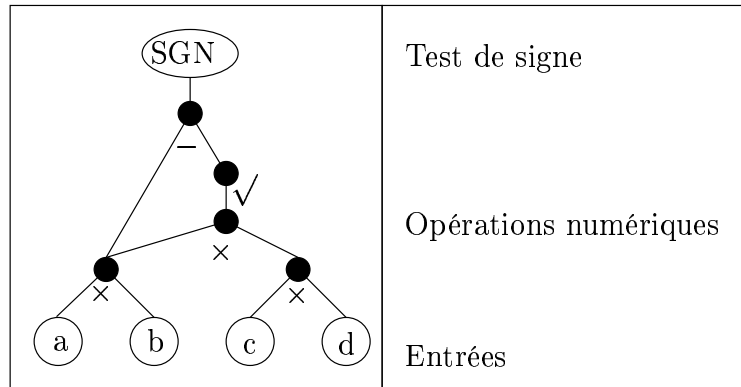 SGN
Test de signe
−
√
×
Opérations numériques
× ×
a b c d
Entrées